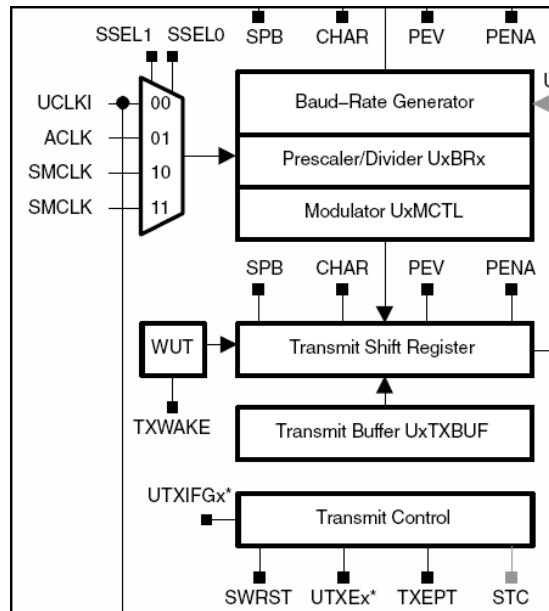 SSEL1 SSEL0 SPB CHAR PEV PENA
UCLKI 00 Baud–Rate Generator U
ACLK 01
SMCLK 10 Prescaler/Divider UxBRx
SMCLK 11 Modulator UxMCTL
SPB CHAR PEV PENA
WUT Transmit Shift Register
TXWAKE Transmit Buffer UxTXBUF
UTXIFGx*
Transmit Control
SWRST UTXEx* TXEPT STC